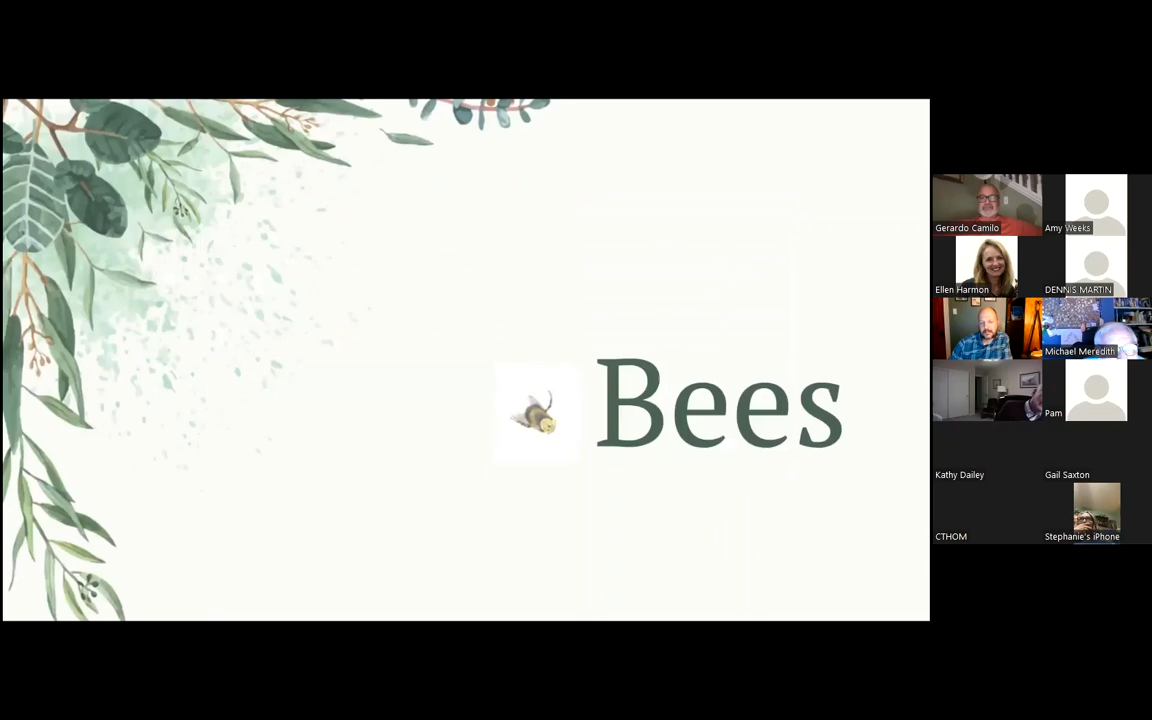 Bees
Gerardo Camilo
Amy Weeks
Ellen Harmon
DENNIS MARTIN
Michael Meredith
Pam
Kathy Dailey
Gail Saxton
CTHOM
Stephanie's iPhone